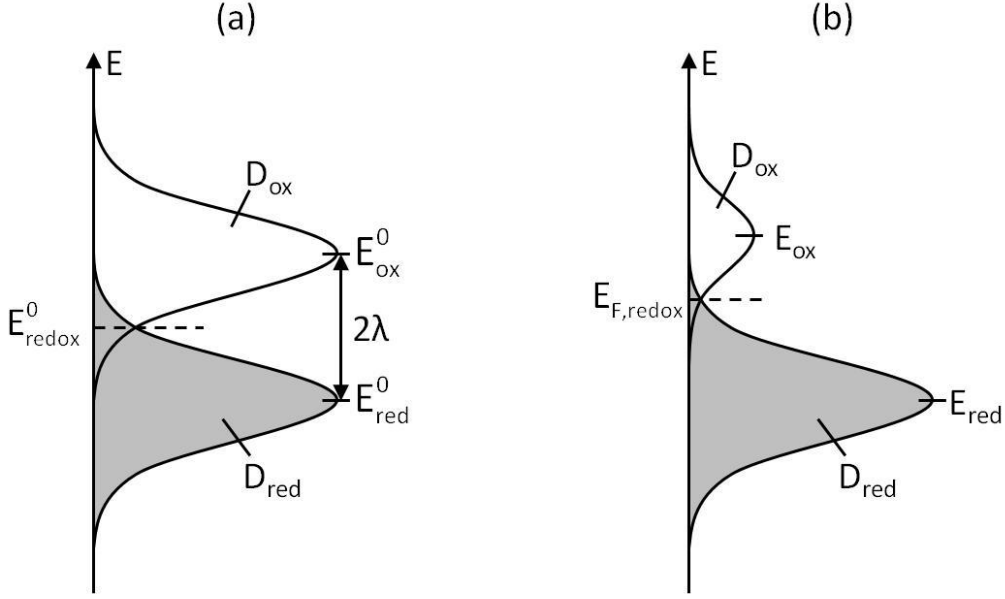 (a)
E
D_ox
E^0_ox
E^0_redox
2λ
E^0_red
D_red
(b)
E
D_ox
E_ox
E_F,redox
E_red
D_red